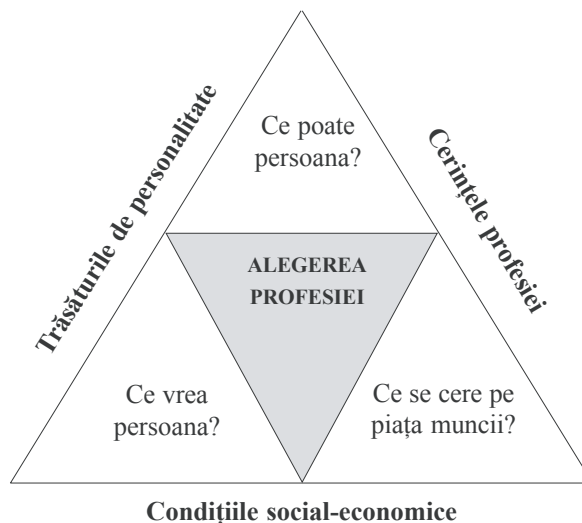 Ce poate
persoana?
Trăsăturile de personalitate
Cerințele profesiei
ALEGEREA
PROFESIEI
Ce vrea
persoana?
Ce se cere pe
piața muncii?
Condițiile social-economice